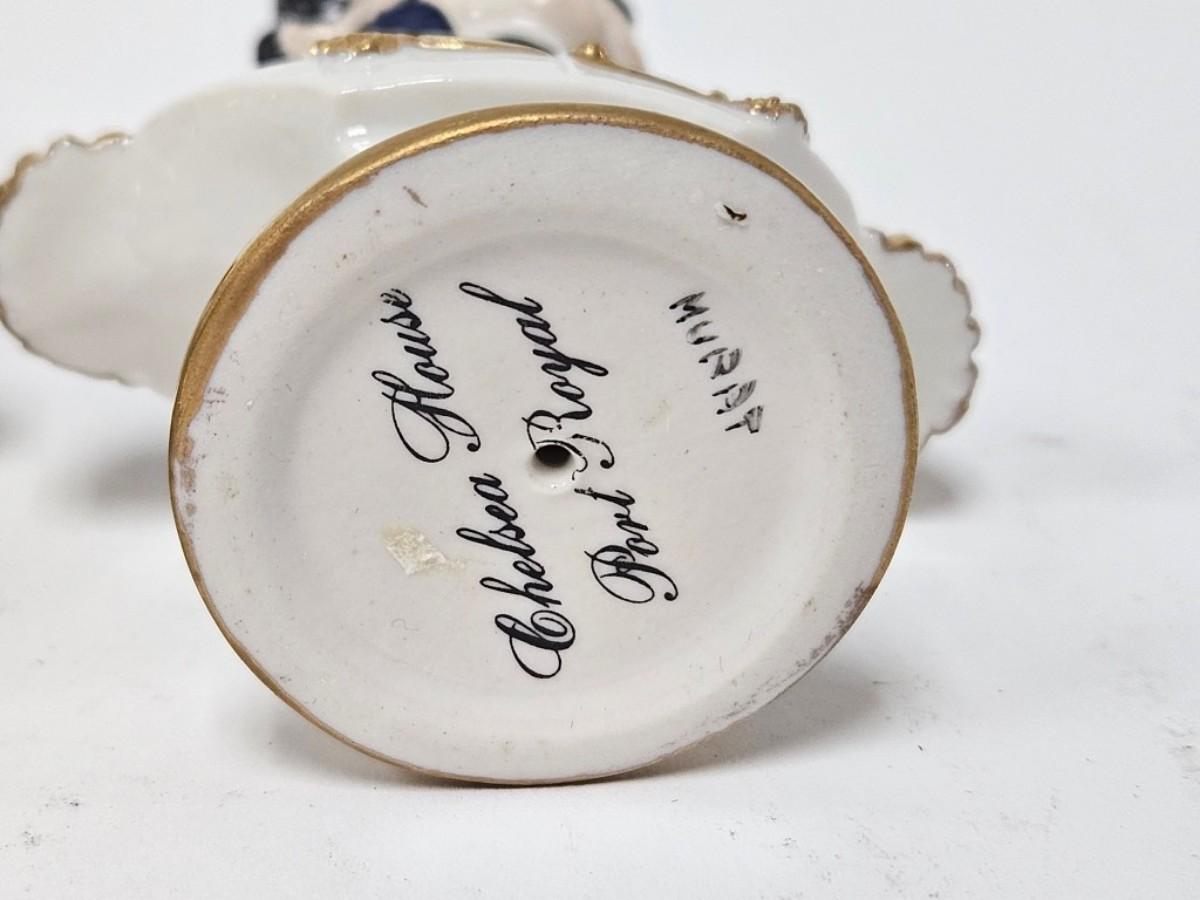 Chelsea House
Port Royal
MURAT